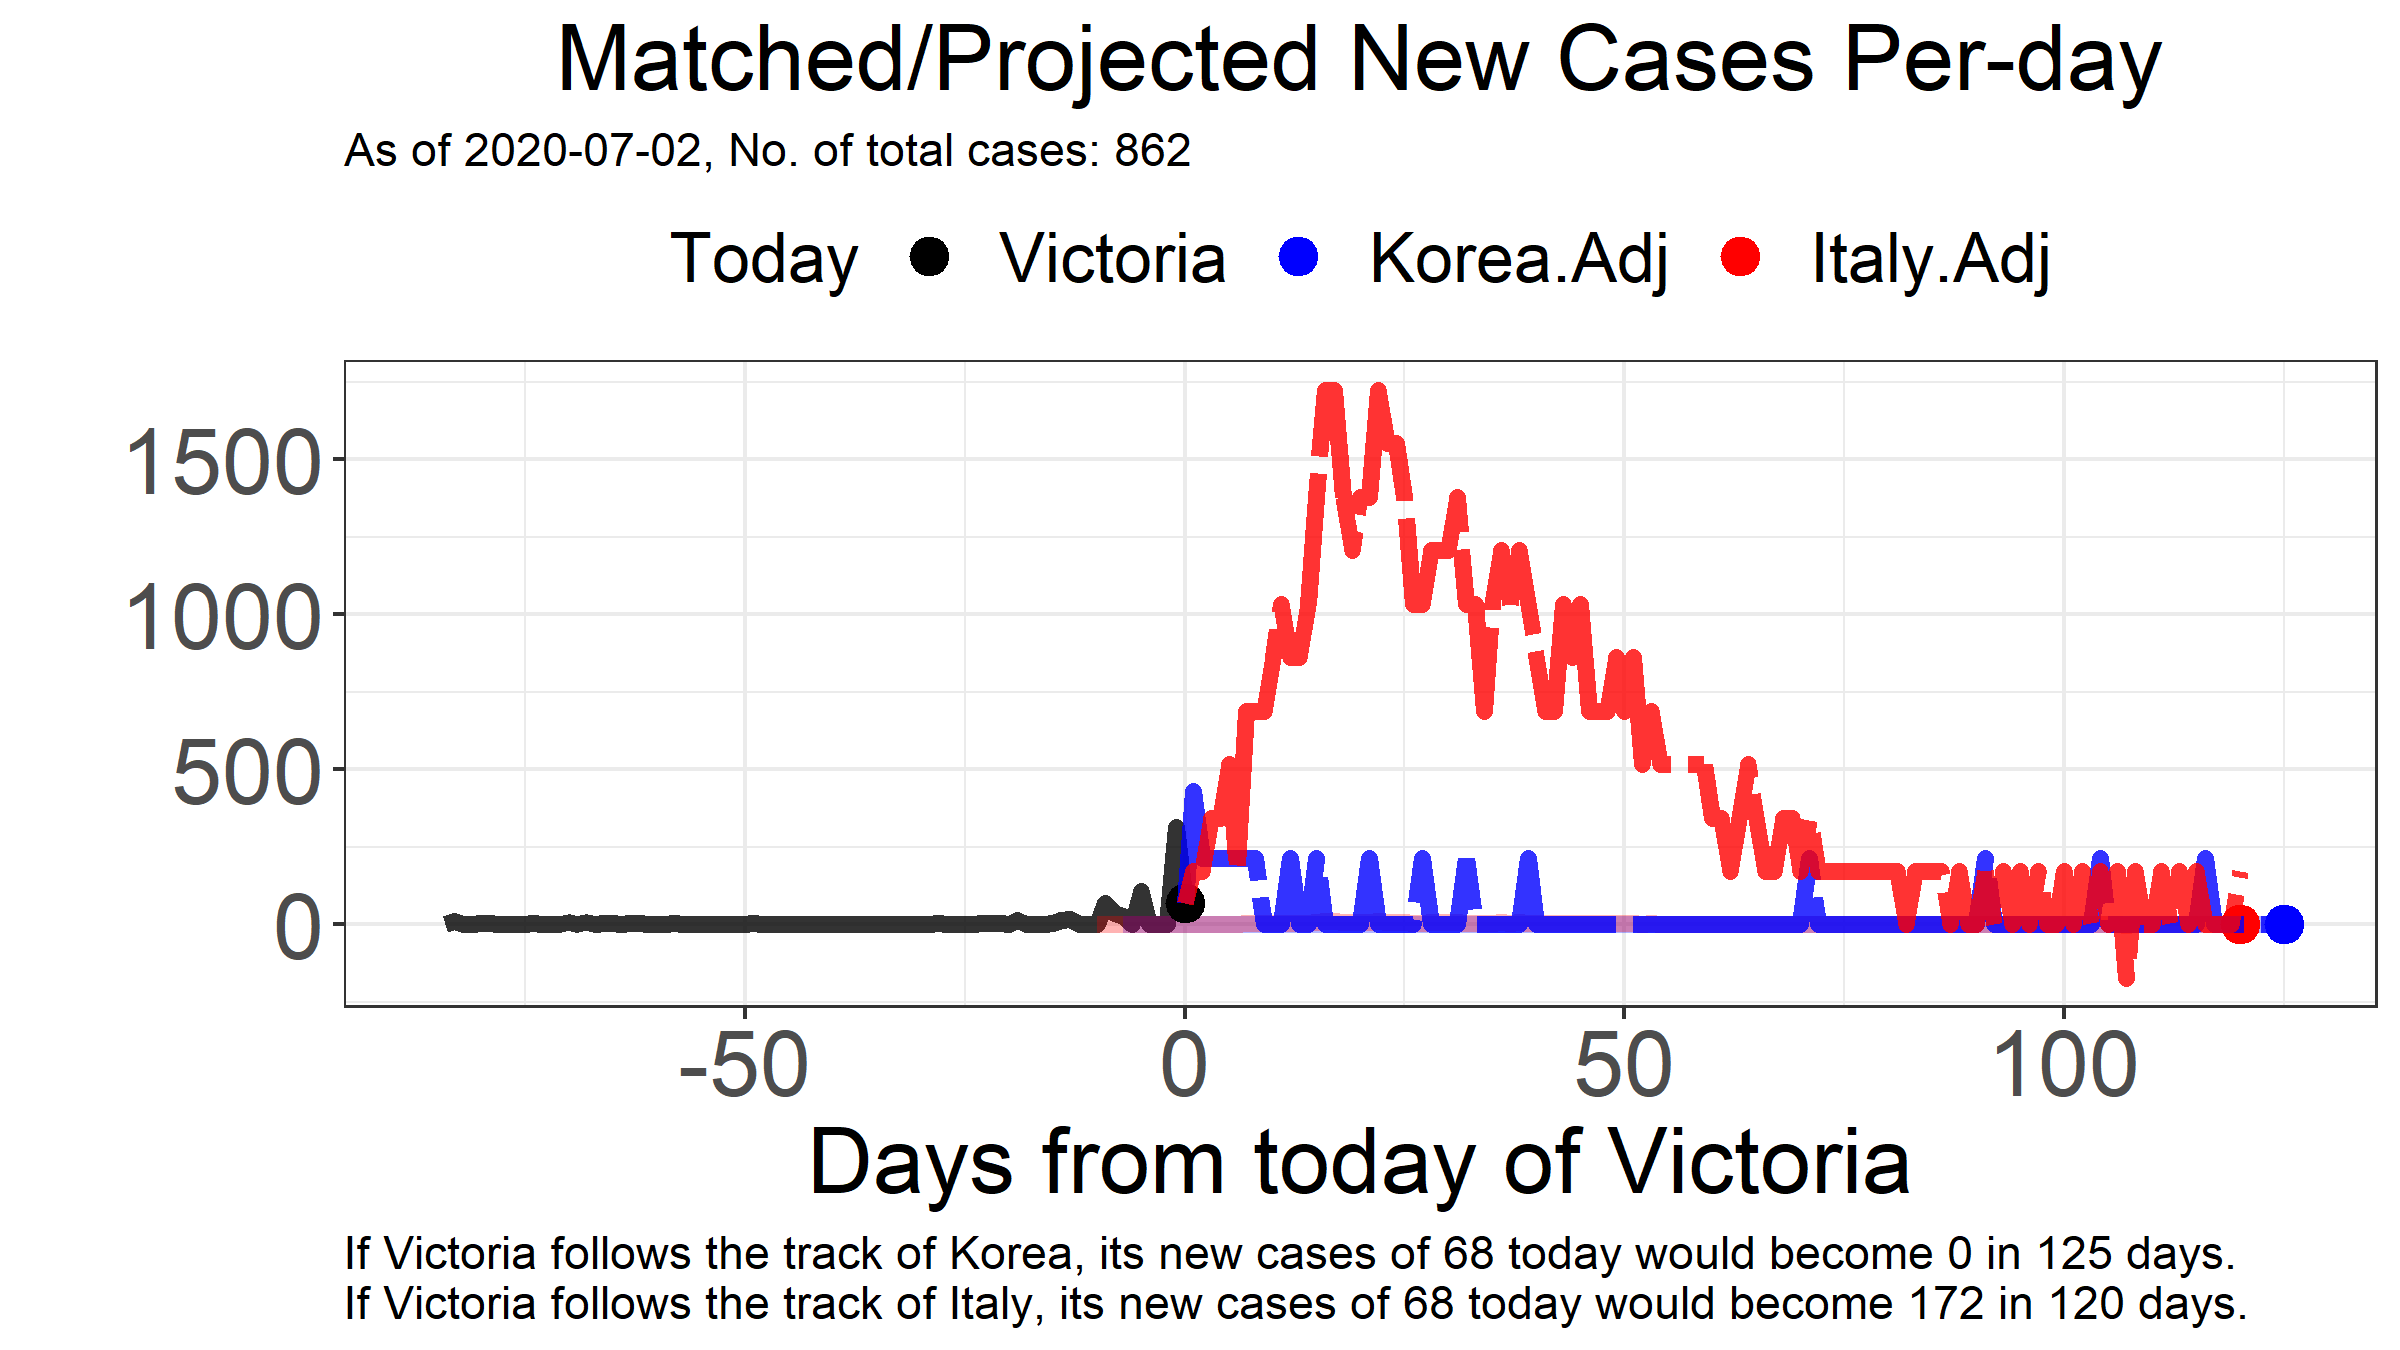 Matched/Projected New Cases Per-day
As of 2020-07-02, No. of total cases: 862
Today Victoria Korea.Adj Italy.Adj
1500
1000
500
0
-50 0 50 100
Days from today of Victoria
If Victoria follows the track of Korea, its new cases of 68 today would become 0 in 125 days.
If Victoria follows the track of Italy, its new cases of 68 today would become 172 in 120 days.